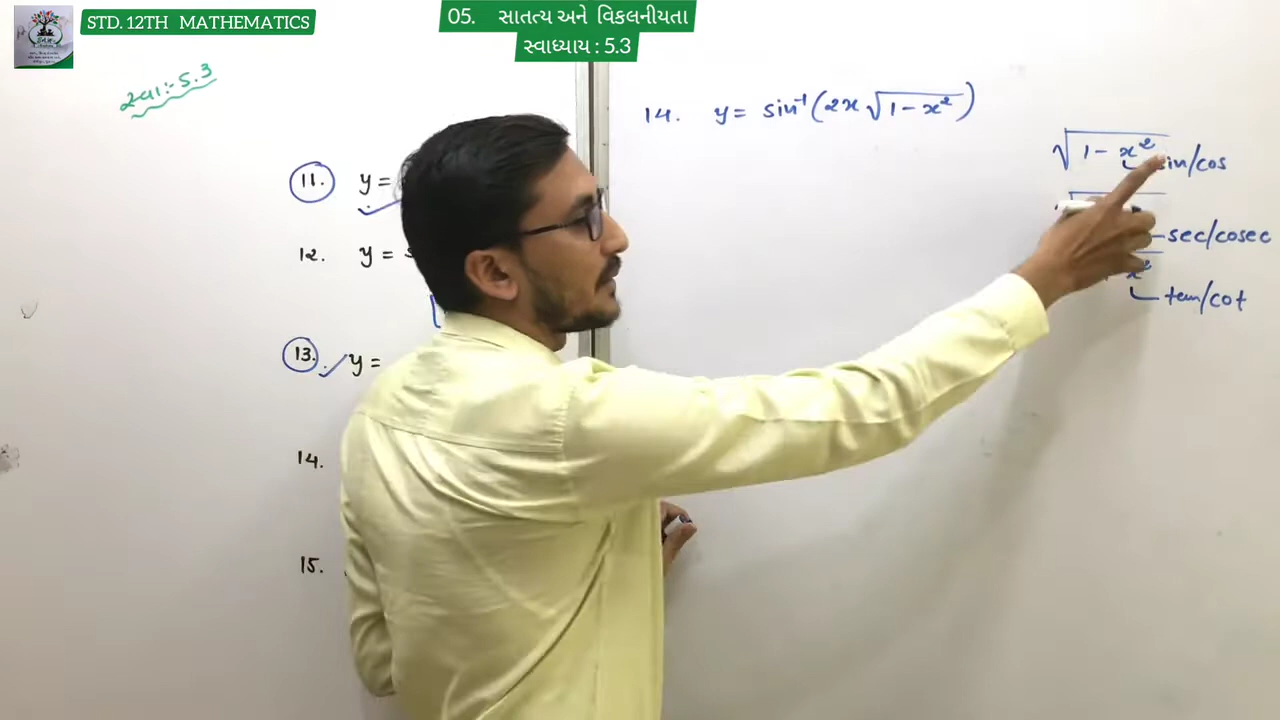 STD. 12TH MATHEMATICS
05. સાતત્ય અને વિકલનીયતા
સ્વાધ્યાય : 5.3
સ્વા :- 5.3
11. y =
12. y =
13. y =
14.
15.
14. y = sin⁻¹(2x √1 - x²)
√1 - x² sin/cos
sec/cosec
x² tan/cot